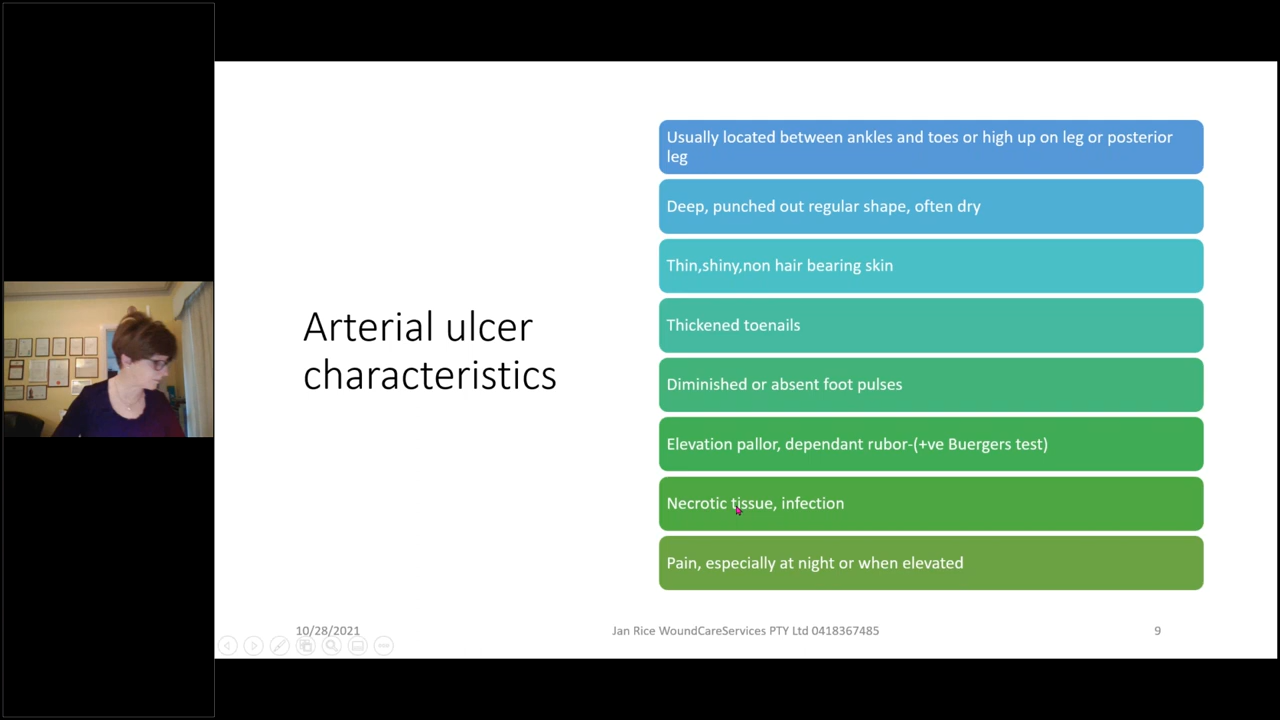 Usually located between ankles and toes or high up on leg or posterior
leg
Deep, punched out regular shape, often dry
Thin,shiny,non hair bearing skin
Thickened toenails
Arterial ulcer
characteristics
Diminished or absent foot pulses
Elevation pallor, dependant rubor-(+ve Buergers test)
Necrotic tissue, infection
Pain, especially at night or when elevated
10/28/2021
Jan Rice WoundCareServices PTY Ltd 0418367485
9